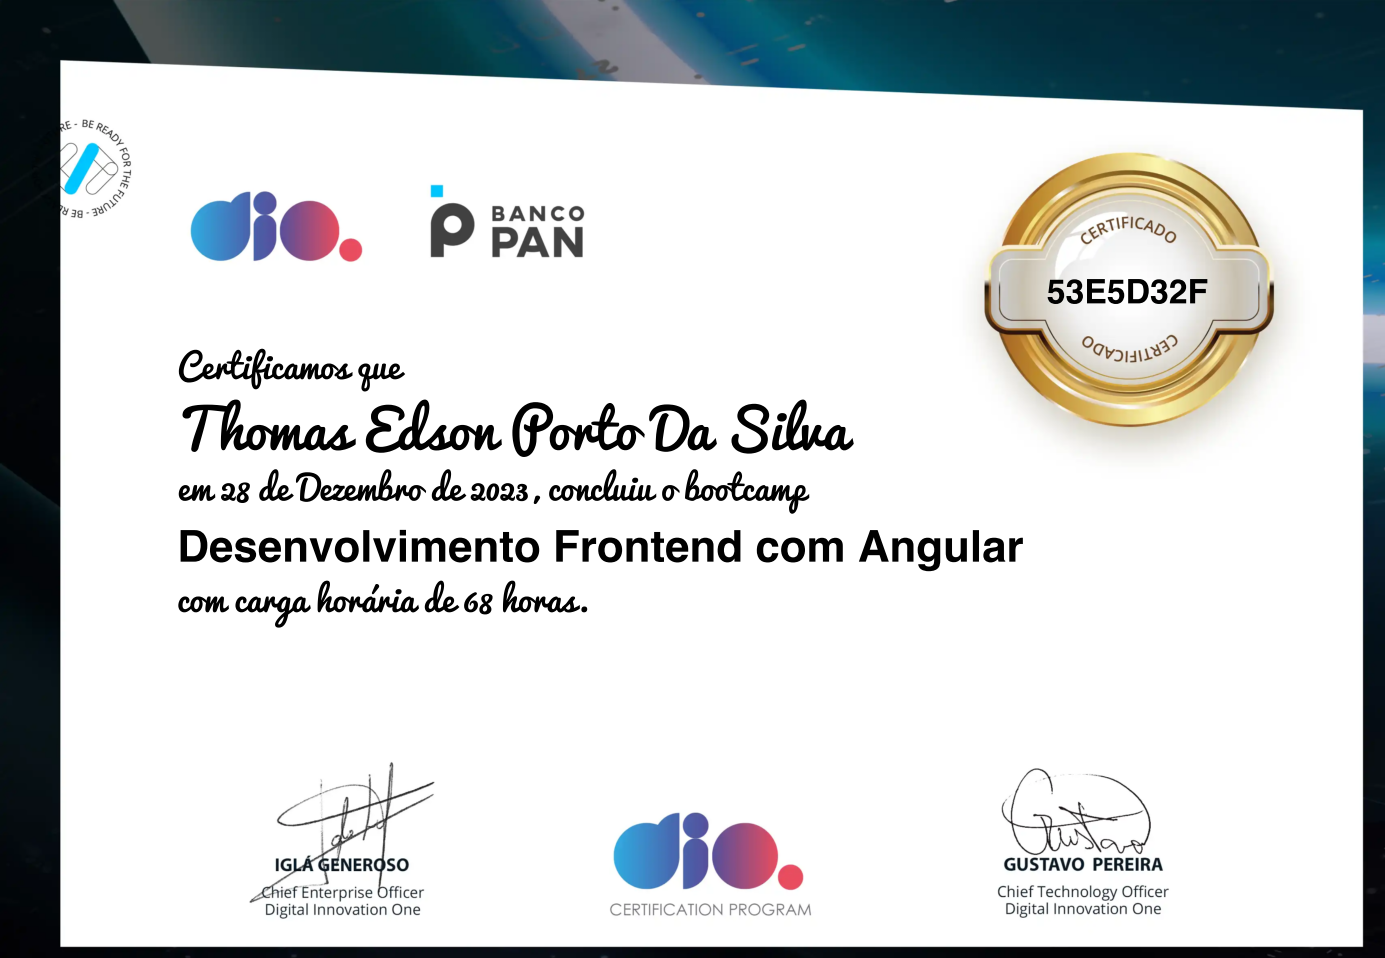 BE READY FOR THE FUTURE - BE RE
dio.
BANCO
PAN
CERTIFICADO
53E5D32F
CERTIFICADO
Certificamos que
Thomas Edson Porto Da Silva
em 28 de Dezembro de 2023, concluiu o bootcamp
Desenvolvimento Frontend com Angular
com carga horária de 68 horas.
IGLÁ GENEROSO
Chief Enterprise Officer
Digital Innovation One
dio.
CERTIFICATION PROGRAM
Gustavo
GUSTAVO PEREIRA
Chief Technology Officer
Digital Innovation One